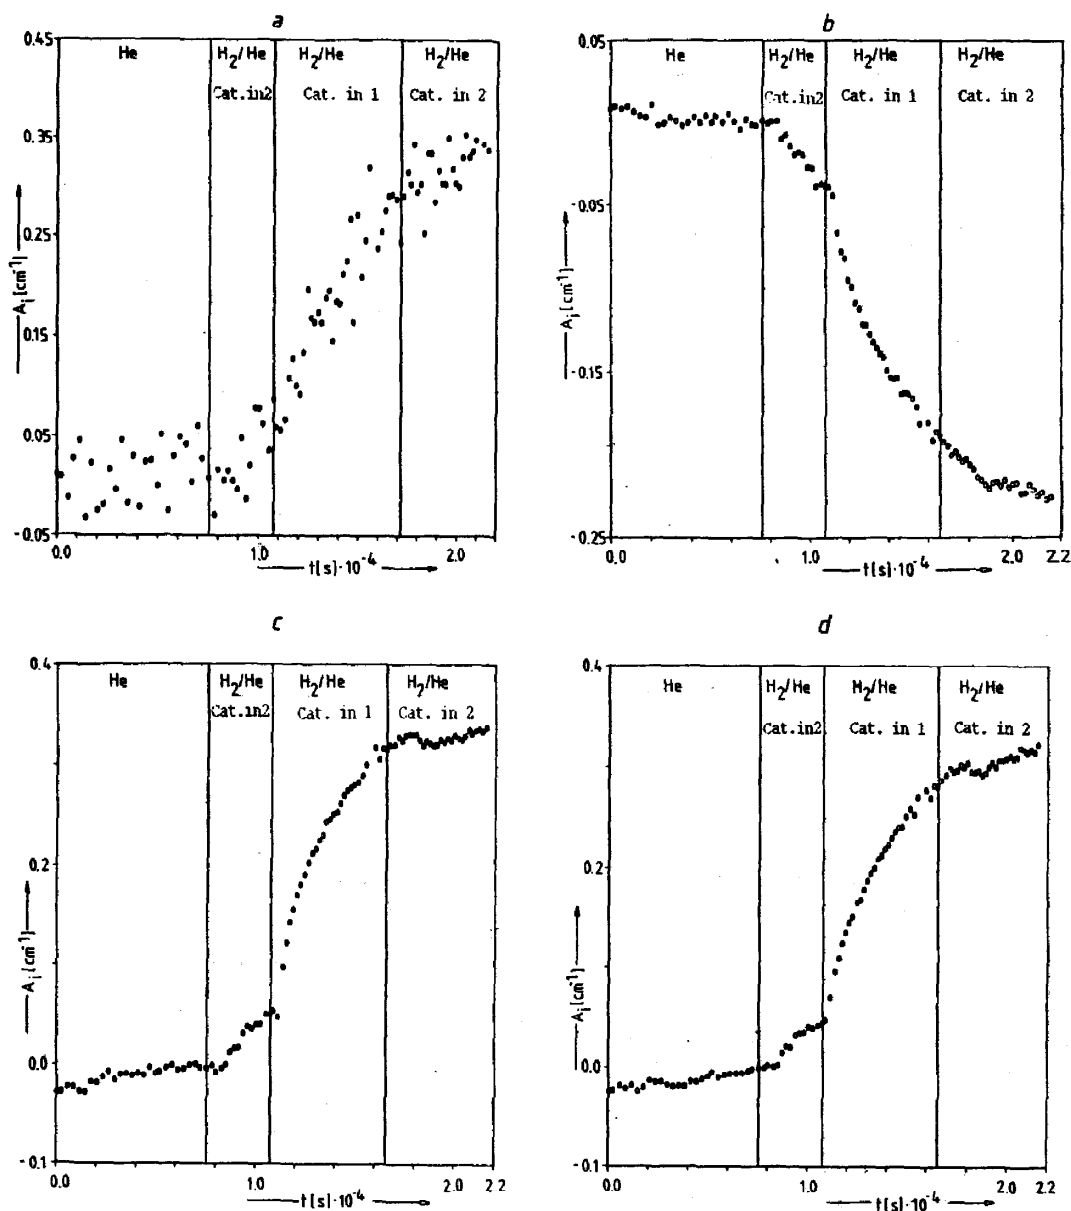 a
He
H2/He
H2/He
H2/He
Cat.in2
Cat. in 1
Cat. in 2
0.45
0.35
0.25
0.15
0.05
-0.05
Ai [cm-1]
0.0
1.0
2.0
t[s]·10-4
b
He
H2/He
H2/He
H2/He
Cat.in2
Cat. in 1
Cat. in 2
0.05
-0.05
-0.15
-0.25
Ai [cm-1]
0.0
1.0
2.0
2.2
t[s]·10-4
c
He
H2/He
H2/He
H2/He
Cat.in2
Cat. in 1
Cat. in 2
0.4
0.2
0.0
-0.1
Ai [cm-1]
0.0
1.0
2.0
2.2
t[s]·10-4
d
He
H2/He
H2/He
H2/He
Cat.in2
Cat. in 1
Cat. in 2
0.4
0.2
0.0
-0.1
Ai [cm-1]
0.0
1.0
2.0
2.2
t[s]·10-4